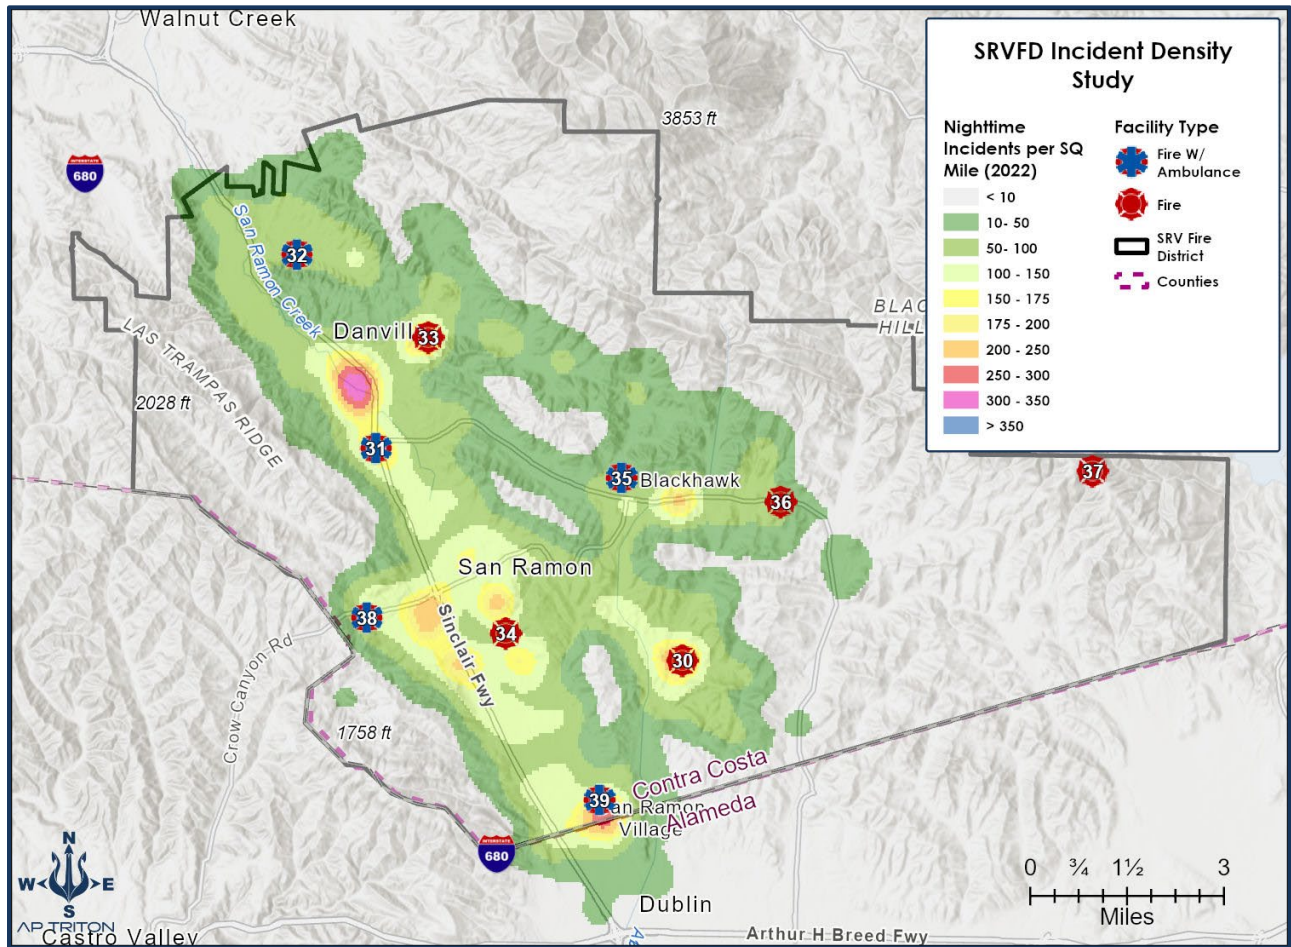 Walnut Creek
SRVFD Incident Density
Study
Nighttime
Incidents per SQ
Mile (2022)
< 10
10- 50
50- 100
100 - 150
150 - 175
175 - 200
200 - 250
250 - 300
300 - 350
> 350
Facility Type
Fire W/
Ambulance
Fire
SRV Fire
District
Counties
3853 ft
INTERSTATE
680
San Ramon Creek
32
Danvill
33
BLAC
HILL
LAS TRAMPAS RIDGE
2028 ft
31
35
Blackhawk
36
37
San Ramon
38
34
30
Sinclair Fwy
Crow Canyon Rd
1758 ft
Contra Costa
Alameda
39
an Ramon
Village
INTERSTATE
680
N
W E
S
AP TRITON
Castro Valley
Dublin
Arthur H Breed Fwy
0 ¾ 1½ 3
Miles